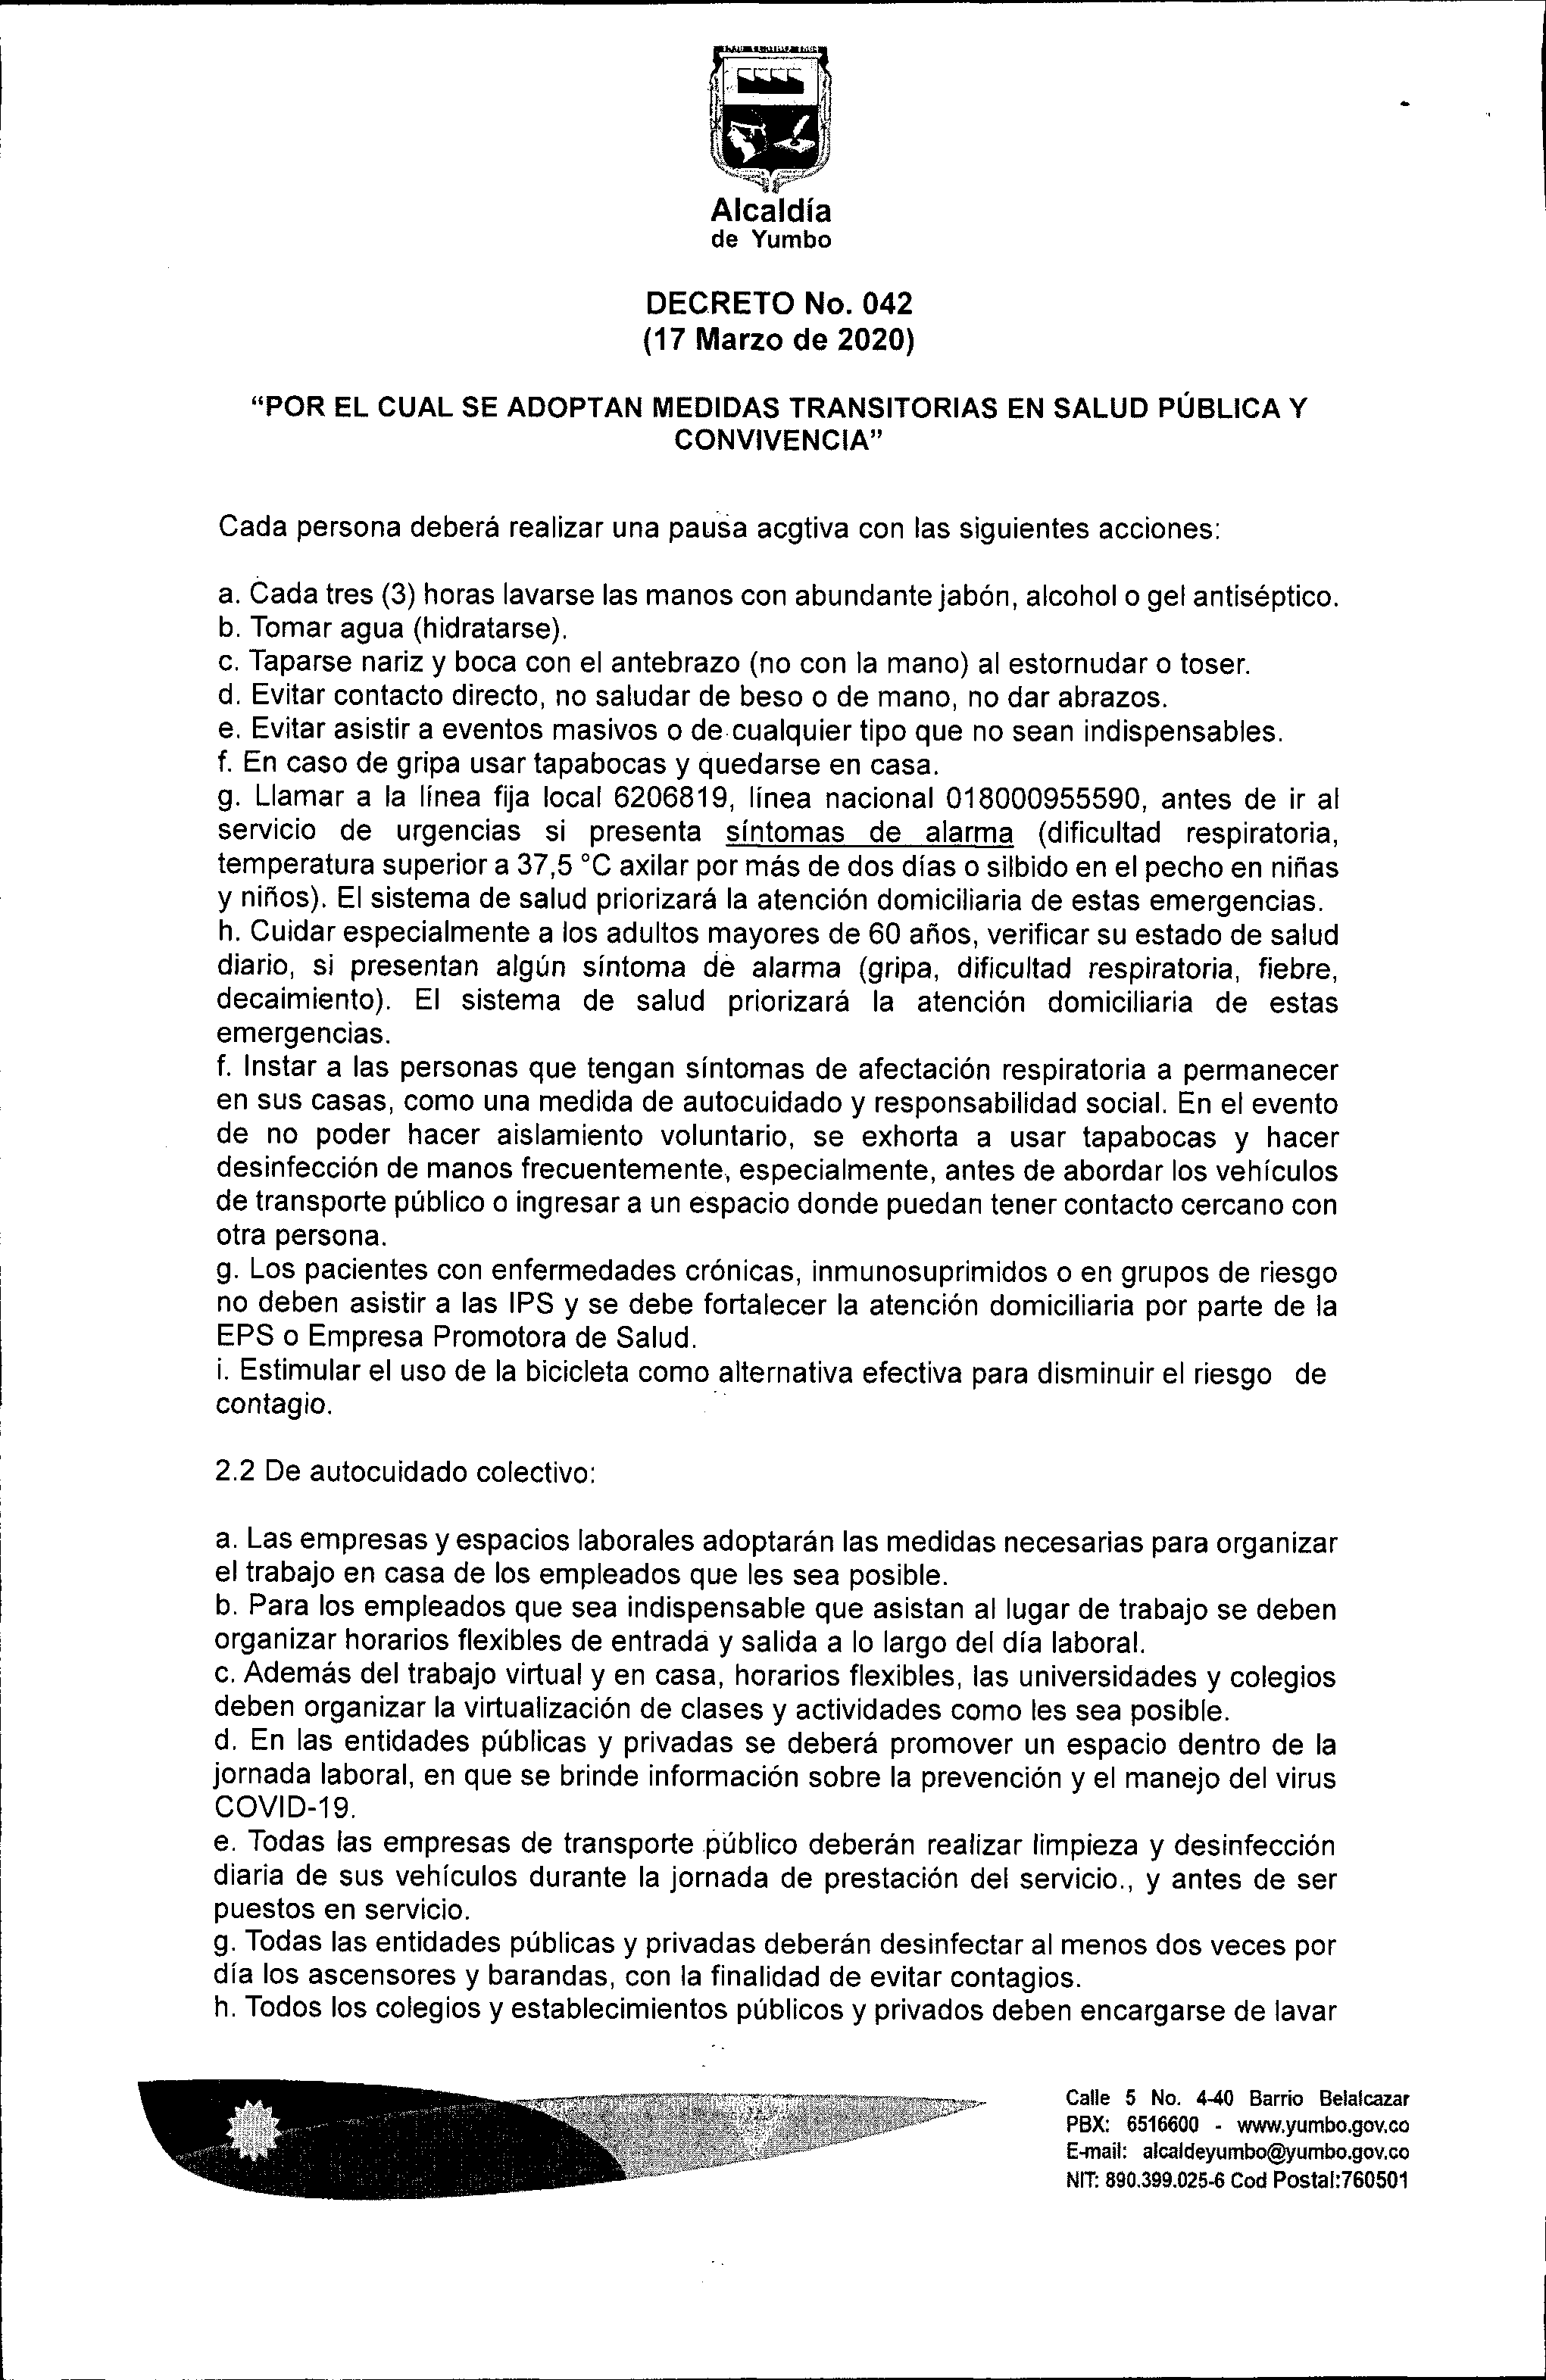 Alcaldía
de Yumbo
DECRETO No. 042
(17 Marzo de 2020)
“POR EL CUAL SE ADOPTAN MEDIDAS TRANSITORIAS EN SALUD PÚBLICA Y
CONVIVENCIA”
Cada persona deberá realizar una pausa acgtiva con las siguientes acciones:
a. Cada tres (3) horas lavarse las manos con abundante jabón, alcohol o gel antiséptico.
b. Tomar agua (hidratarse).
c. Taparse nariz y boca con el antebrazo (no con la mano) al estornudar o toser.
d. Evitar contacto directo, no saludar de beso o de mano, no dar abrazos.
e. Evitar asistir a eventos masivos o de cualquier tipo que no sean indispensables.
f. En caso de gripa usar tapabocas y quedarse en casa.
g. Llamar a la línea fija local 6206819, línea nacional 018000955590, antes de ir al
servicio de urgencias si presenta síntomas de alarma (dificultad respiratoria,
temperatura superior a 37,5 °C axilar por más de dos días o silbido en el pecho en niñas
y niños). El sistema de salud priorizará la atención domiciliaria de estas emergencias.
h. Cuidar especialmente a los adultos mayores de 60 años, verificar su estado de salud
diario, si presentan algún síntoma de alarma (gripa, dificultad respiratoria, fiebre,
decaimiento). El sistema de salud priorizará la atención domiciliaria de estas
emergencias.
f. Instar a las personas que tengan síntomas de afectación respiratoria a permanecer
en sus casas, como una medida de autocuidado y responsabilidad social. En el evento
de no poder hacer aislamiento voluntario, se exhorta a usar tapabocas y hacer
desinfección de manos frecuentemente, especialmente, antes de abordar los vehículos
de transporte público o ingresar a un espacio donde puedan tener contacto cercano con
otra persona.
g. Los pacientes con enfermedades crónicas, inmunosuprimidos o en grupos de riesgo
no deben asistir a las IPS y se debe fortalecer la atención domiciliaria por parte de la
EPS o Empresa Promotora de Salud.
i. Estimular el uso de la bicicleta como alternativa efectiva para disminuir el riesgo de
contagio.
2.2 De autocuidado colectivo:
a. Las empresas y espacios laborales adoptarán las medidas necesarias para organizar
el trabajo en casa de los empleados que les sea posible.
b. Para los empleados que sea indispensable que asistan al lugar de trabajo se deben
organizar horarios flexibles de entrada y salida a lo largo del día laboral.
c. Además del trabajo virtual y en casa, horarios flexibles, las universidades y colegios
deben organizar la virtualización de clases y actividades como les sea posible.
d. En las entidades públicas y privadas se deberá promover un espacio dentro de la
jornada laboral, en que se brinde información sobre la prevención y el manejo del virus
COVID-19.
e. Todas las empresas de transporte público deberán realizar limpieza y desinfección
diaria de sus vehículos durante la jornada de prestación del servicio., y antes de ser
puestos en servicio.
g. Todas las entidades públicas y privadas deberán desinfectar al menos dos veces por
día los ascensores y barandas, con la finalidad de evitar contagios.
h. Todos los colegios y establecimientos públicos y privados deben encargarse de lavar
Calle 5 No. 4-40 Barrio Belalcazar
PBX: 6516600 - www.yumbo.gov.co
E-mail: alcaldeyumbo@yumbo.gov.co
NIT: 890.399.025-6 Cod Postal:760501